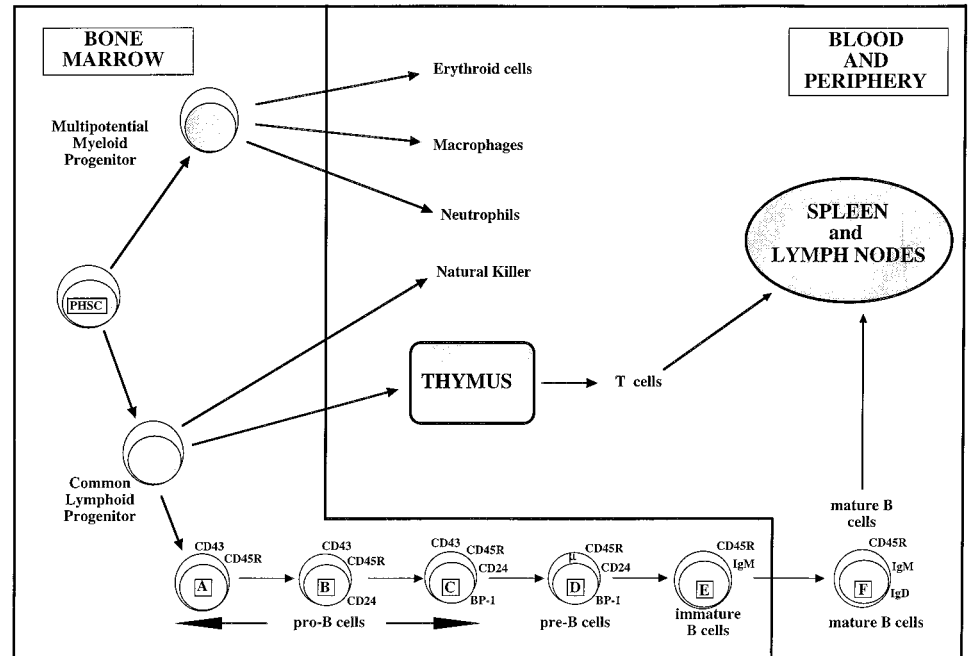 BONE
MARROW
BLOOD
AND
PERIPHERY
Erythroid cells
Multipotential
Myeloid
Progenitor
Macrophages
Neutrophils
SPLEEN
and
LYMPH NODES
Natural Killer
PHSC
THYMUS
T cells
Common
Lymphoid
Progenitor
mature B
cells
CD43
CD45R
A
CD43
CD45R
B
CD24
CD43
CD45R
CD24
C
BP-1
μ
CD45R
CD24
D
BP-1
CD45R
IgM
E
CD45R
IgM
F
IgD
pro-B cells
pre-B cells
immature
B cells
mature B cells